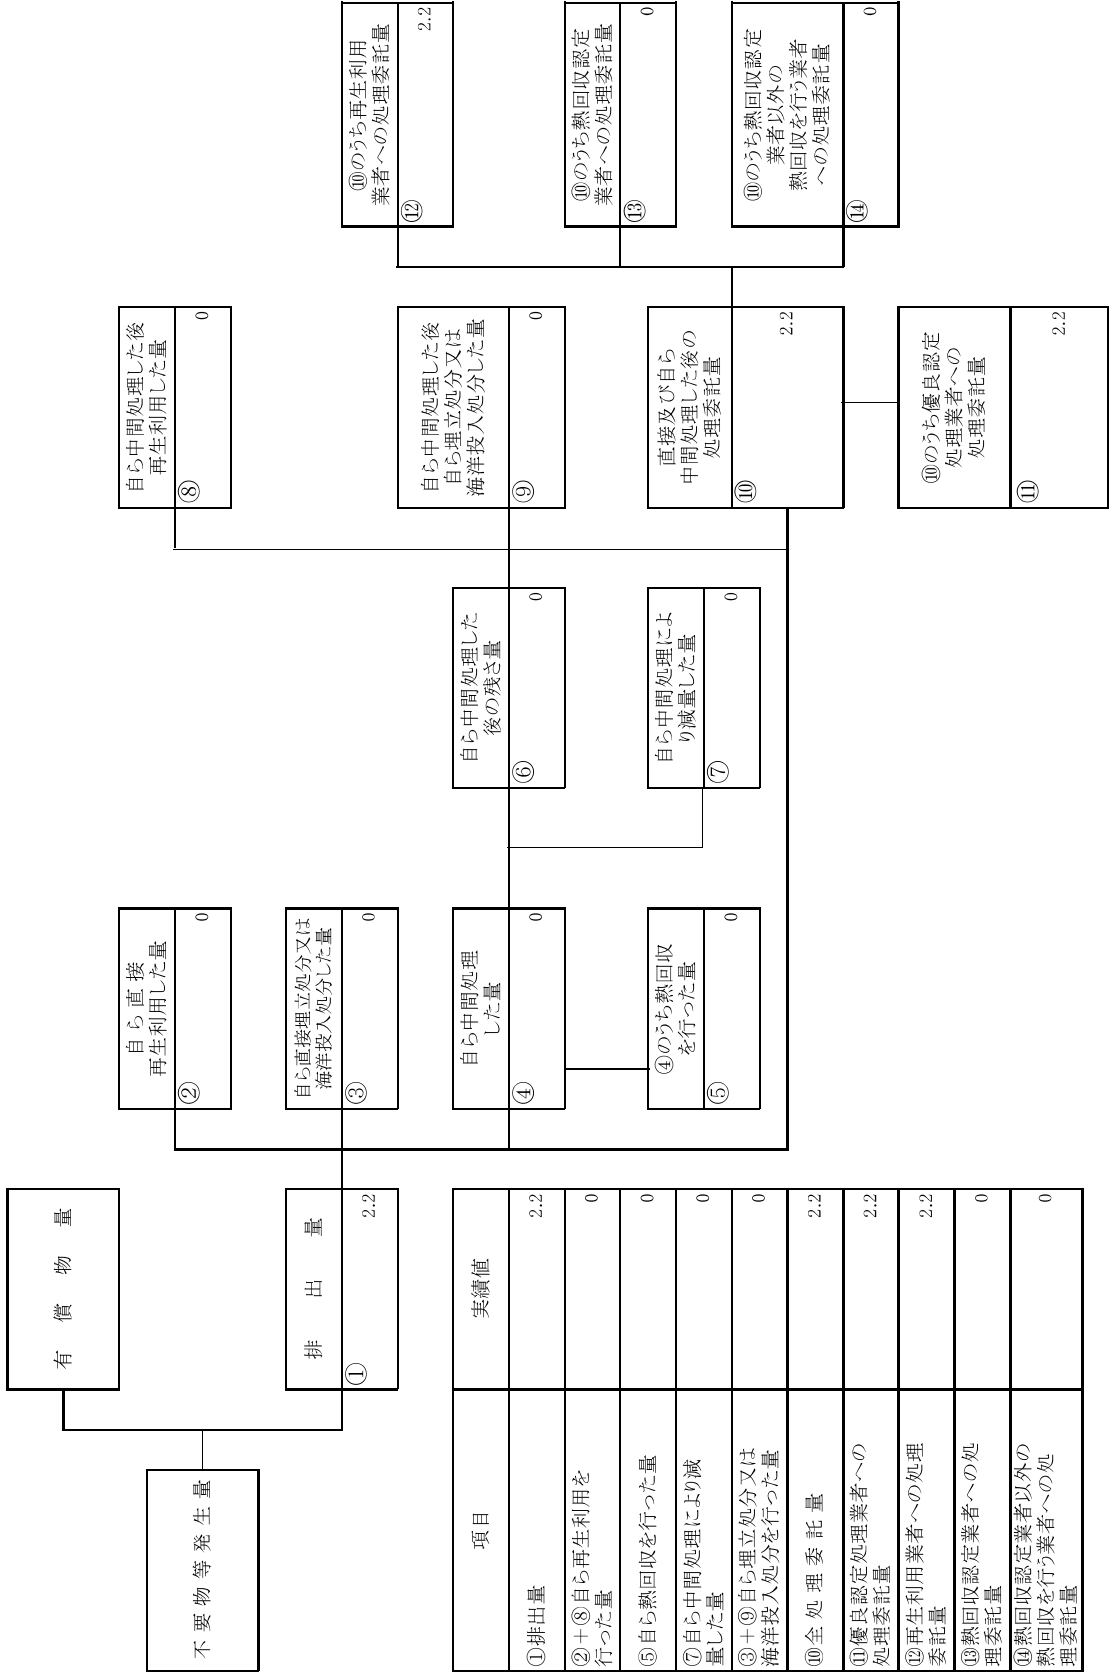 不要物等発生量
有償物量
排出量
①
2.2
自ら直接
再生利用した量
②
0
自ら直接埋立処分又は
海洋投入処分した量
③
0
自ら中間処理
した量
④
0
④のうち熱回収
を行った量
⑤
0
自ら中間処理した
後の残さ量
⑥
0
自ら中間処理によ
り減量した量
⑦
0
自ら中間処理した後
再生利用した量
⑧
0
自ら中間処理した後
自ら埋立処分又は
海洋投入処分した量
⑨
0
直接及び自ら
中間処理した後の
処理委託量
⑩
2.2
⑩のうち優良認定
処理業者への
処理委託量
⑪
2.2
⑩のうち再生利用
業者への処理委託量
⑫
2.2
⑩のうち熱回収認定
業者への処理委託量
⑬
0
⑩のうち熱回収認定
業者以外の
熱回収を行う業者
への処理委託量
⑭
0
項目 実績値
①排出量 2.2
②＋⑧自ら再生利用を
行った量 0
⑤自ら熱回収を行った量 0
⑦自ら中間処理により減
量した量 0
③＋⑨自ら埋立処分又は
海洋投入処分を行った量 0
⑩全処理委託量 2.2
⑪優良認定処理業者への
処理委託量 2.2
⑫再生利用業者への処理
委託量 2.2
⑬熱回収認定業者への処
理委託量 0
⑭熱回収認定業者以外の
熱回収を行う業者への処
理委託量 0